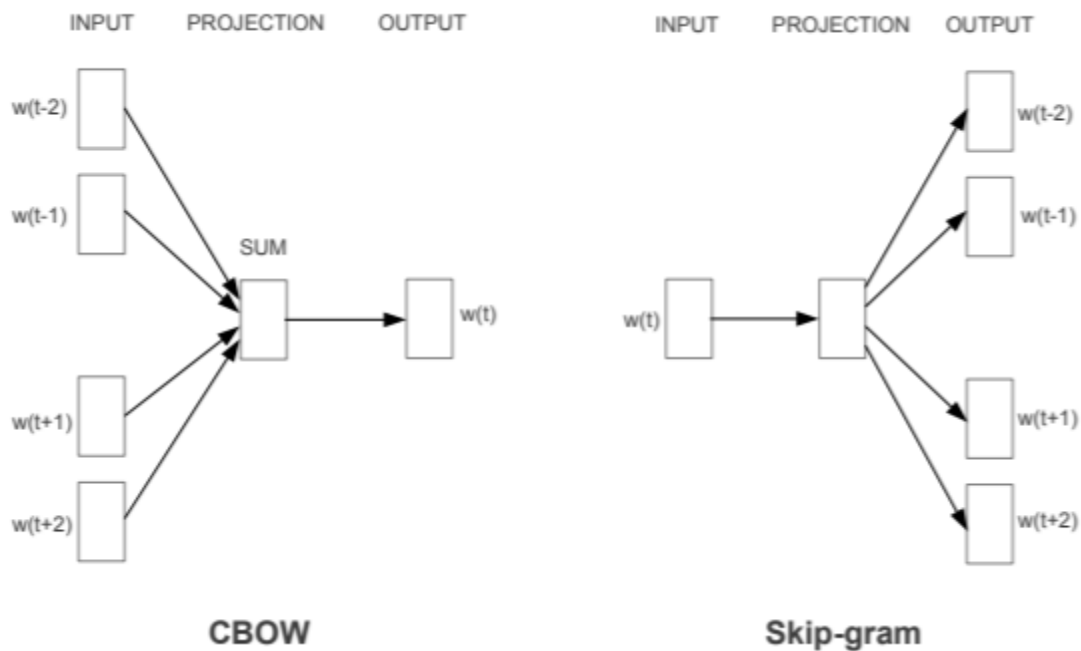 INPUT PROJECTION OUTPUT
w(t-2)
w(t-1)
SUM
w(t)
w(t+1)
w(t+2)
CBOW
INPUT PROJECTION OUTPUT
w(t-2)
w(t-1)
w(t)
w(t+1)
w(t+2)
Skip-gram